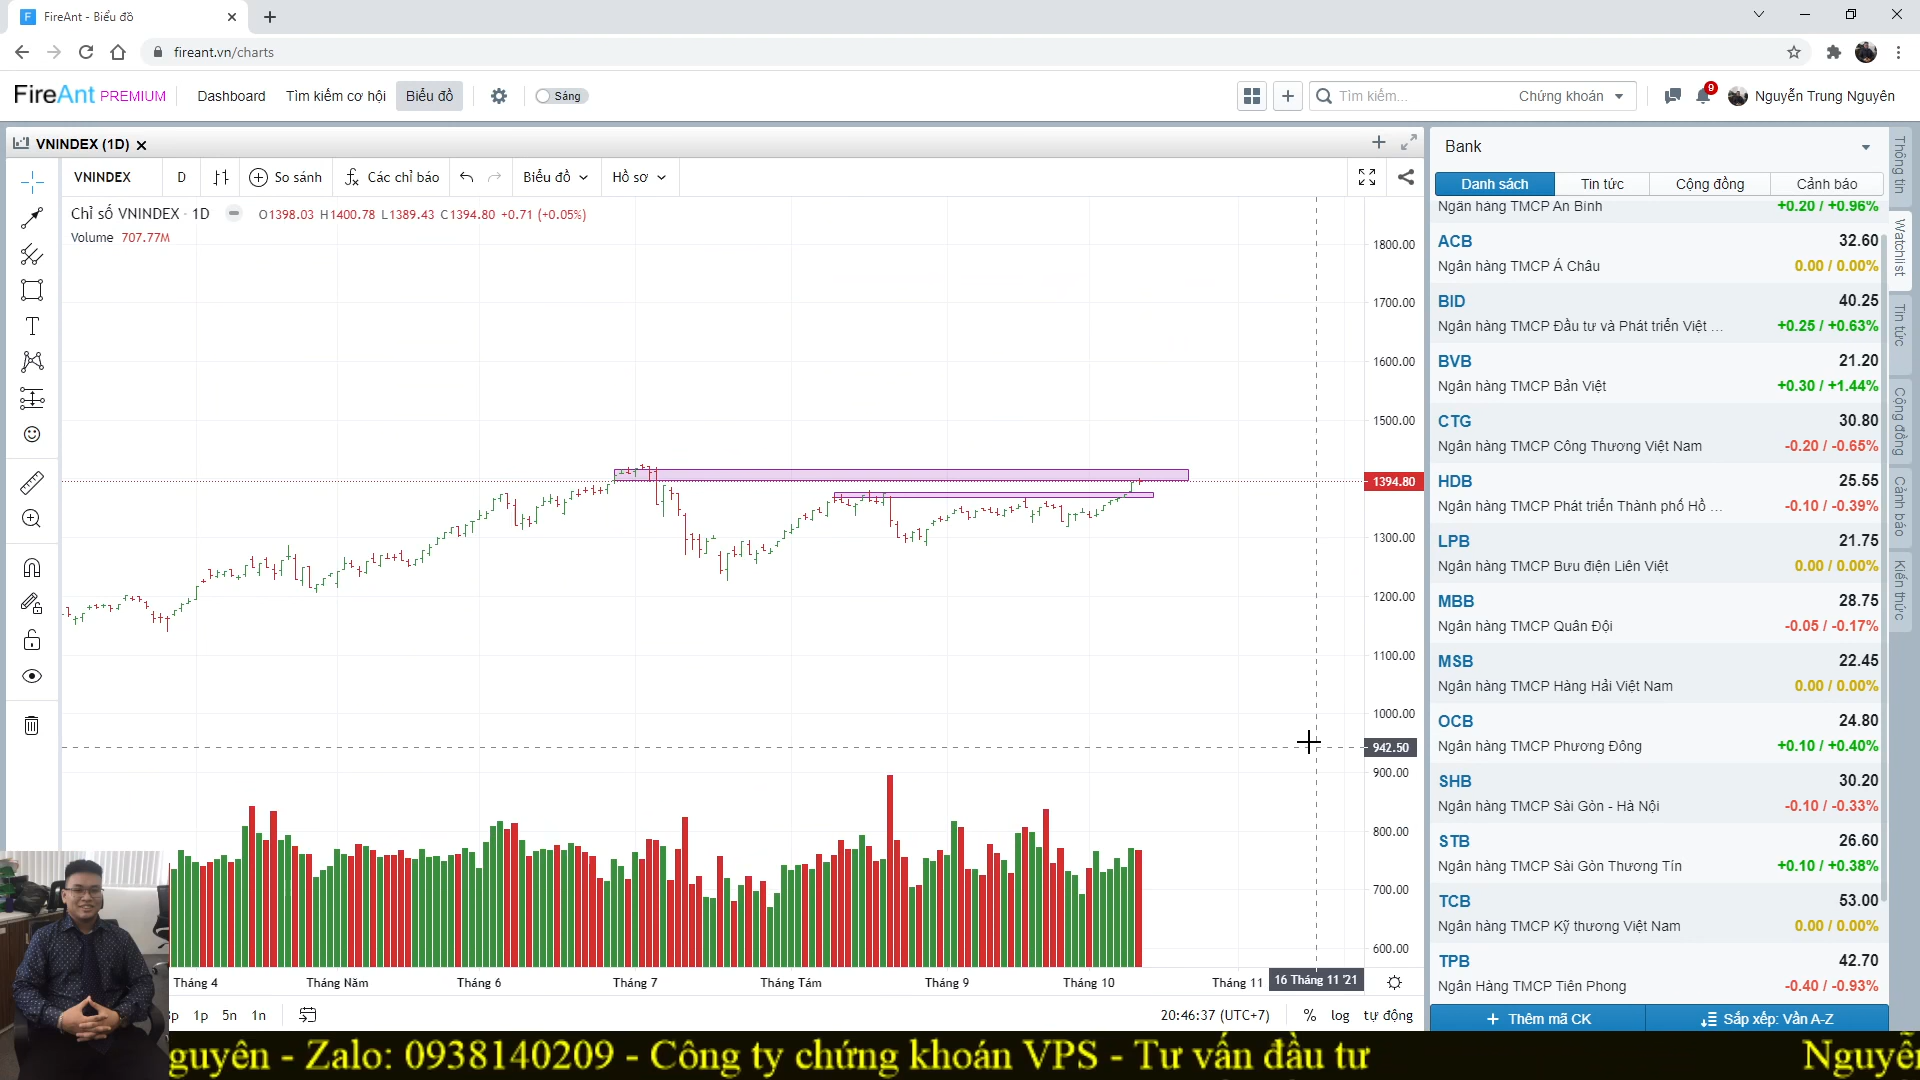 FireAnt - Biểu đồ
fireant.vn/charts
FireAnt PREMIUM Dashboard Tìm kiếm cơ hội Biểu đồ Sáng Tìm kiếm... Chứng khoán 9 Nguyễn Trung Nguyên
VNINDEX (1D)
VNINDEX D So sánh Các chỉ báo Biểu đồ Hồ sơ
Chỉ số VNINDEX · 1D O1398.03 H1400.78 L1389.43 C1394.80 +0.71 (+0.05%)
Volume 707.77M
1800.00
1700.00
1600.00
1500.00
1394.80
1300.00
1200.00
1100.00
1000.00
942.50
900.00
800.00
700.00
600.00
Tháng 4 Tháng Năm Tháng 6 Tháng 7 Tháng Tám Tháng 9 Tháng 10 Tháng 11 16 Tháng 11 '21
1p 5n 1n 20:46:37 (UTC+7) % log tự động
Bank
Danh sách Tin tức Cộng đồng Cảnh báo
Ngân hàng TMCP An Bình +0.20 / +0.96%
ACB 32.60
Ngân hàng TMCP Á Châu 0.00 / 0.00%
BID 40.25
Ngân hàng TMCP Đầu tư và Phát triển Việt ... +0.25 / +0.63%
BVB 21.20
Ngân hàng TMCP Bản Việt +0.30 / +1.44%
CTG 30.80
Ngân hàng TMCP Công Thương Việt Nam -0.20 / -0.65%
HDB 25.55
Ngân hàng TMCP Phát triển Thành phố Hồ ... -0.10 / -0.39%
LPB 21.75
Ngân hàng TMCP Bưu điện Liên Việt 0.00 / 0.00%
MBB 28.75
Ngân hàng TMCP Quân Đội -0.05 / -0.17%
MSB 22.45
Ngân hàng TMCP Hàng Hải Việt Nam 0.00 / 0.00%
OCB 24.80
Ngân hàng TMCP Phương Đông +0.10 / +0.40%
SHB 30.20
Ngân hàng TMCP Sài Gòn - Hà Nội -0.10 / -0.33%
STB 26.60
Ngân hàng TMCP Sài Gòn Thương Tín +0.10 / +0.38%
TCB 53.00
Ngân hàng TMCP Kỹ thương Việt Nam 0.00 / 0.00%
TPB 42.70
Ngân Hàng TMCP Tiên Phong -0.40 / -0.93%
Thêm mã CK Sắp xếp: Vần A-Z
Thông tin
Watchlist
Tin tức
Cộng đồng
Cảnh báo
Kiến thức
guyên - Zalo: 0938140209 - Công ty chứng khoán VPS - Tư vấn đầu tư Nguyễ